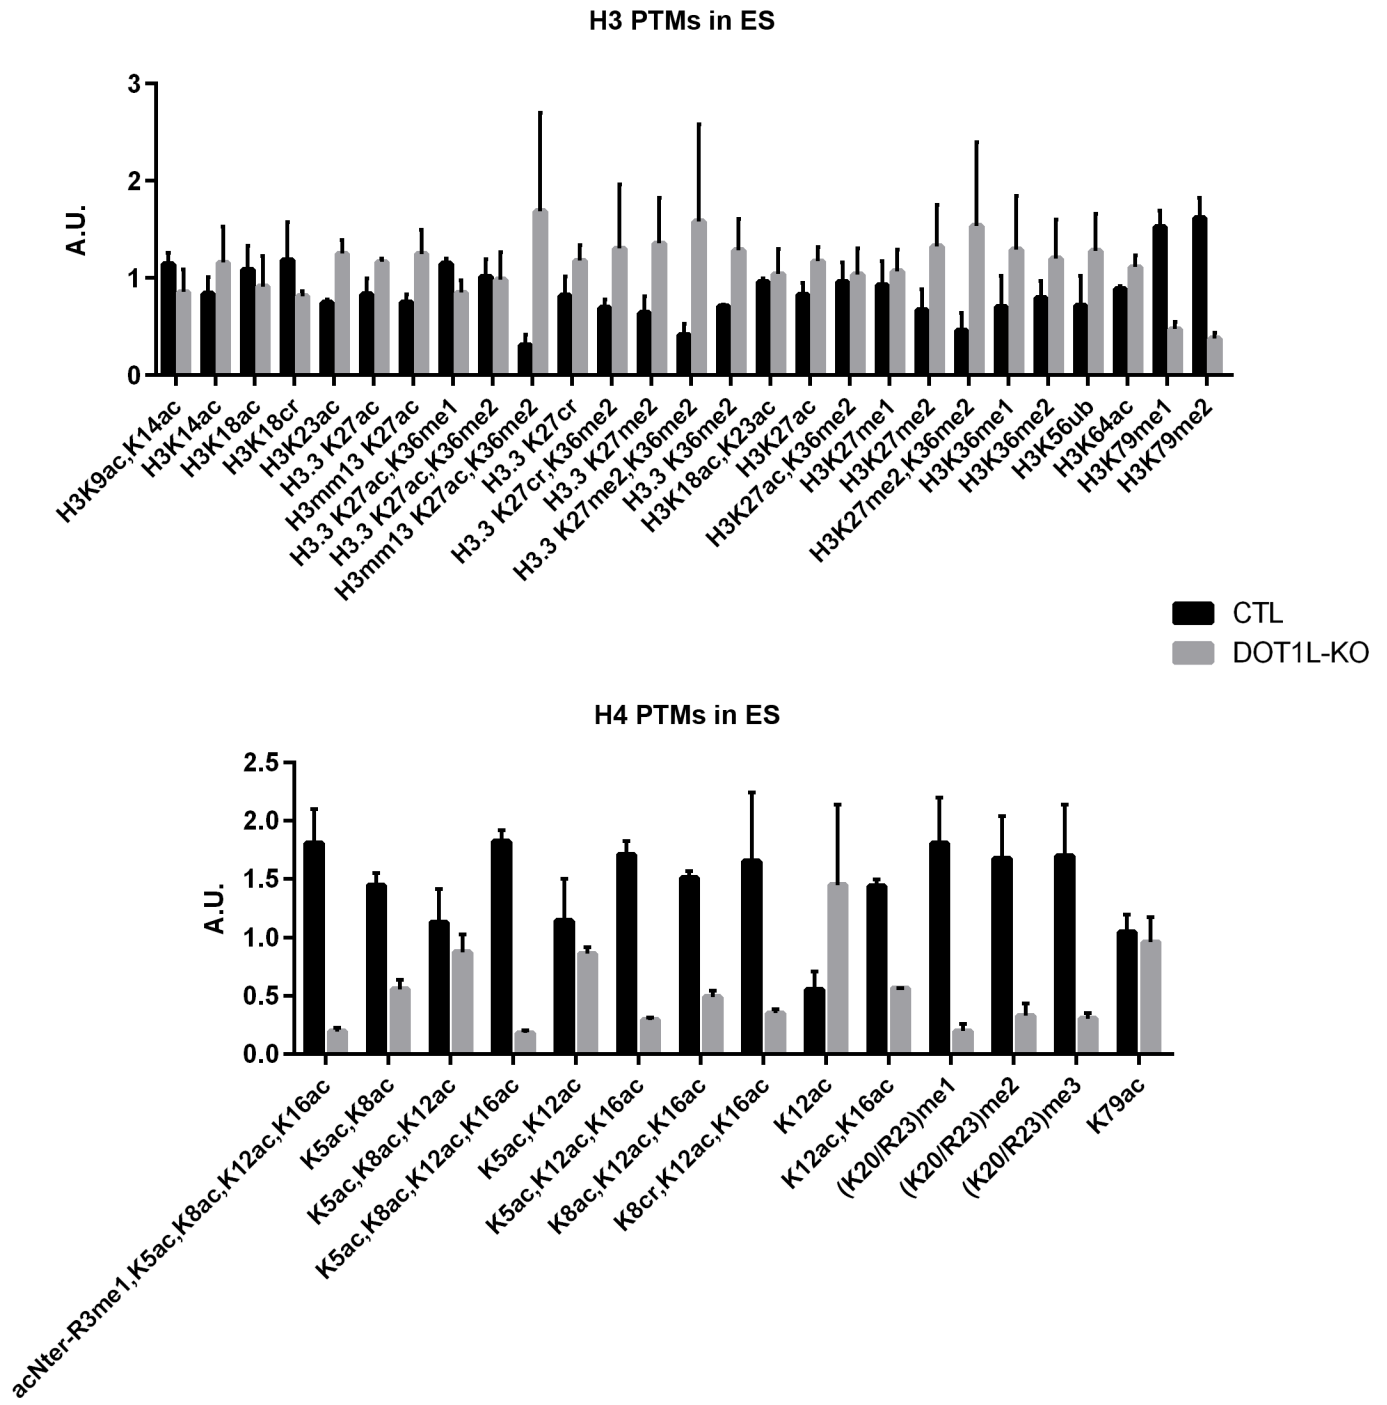 H3 PTMs in ES
3
2
1
0
A.U.
H3K9ac,K14ac
H3K14ac
H3K18ac
H3K18cr
H3K23ac
H3.3 K27ac
H3mm13 K27ac
H3.3 K27ac,K36me1
H3.3 K27ac,K36me2
H3mm13 K27ac,K36me2
H3.3 K27cr
H3.3 K27cr,K36me2
H3.3 K27me2
H3.3 K27me2,K36me2
H3.3 K36me2
H3K18ac,K23ac
H3K27ac
H3K27ac,K36me2
H3K27me1
H3K27me2
H3K27me2,K36me2
H3K36me1
H3K36me2
H3K56ub
H3K64ac
H3K79me1
H3K79me2
CTL
DOT1L-KO
H4 PTMs in ES
2.5
2.0
1.5
1.0
0.5
0.0
A.U.
acNter-R3me1,K5ac,K8ac,K12ac,K16ac
K5ac,K8ac
K5ac,K8ac,K12ac
K5ac,K8ac,K12ac,K16ac
K5ac,K12ac
K5ac,K12ac,K16ac
K8ac,K12ac,K16ac
K8cr,K12ac,K16ac
K12ac
K12ac,K16ac
(K20/R23)me1
(K20/R23)me2
(K20/R23)me3
K79ac